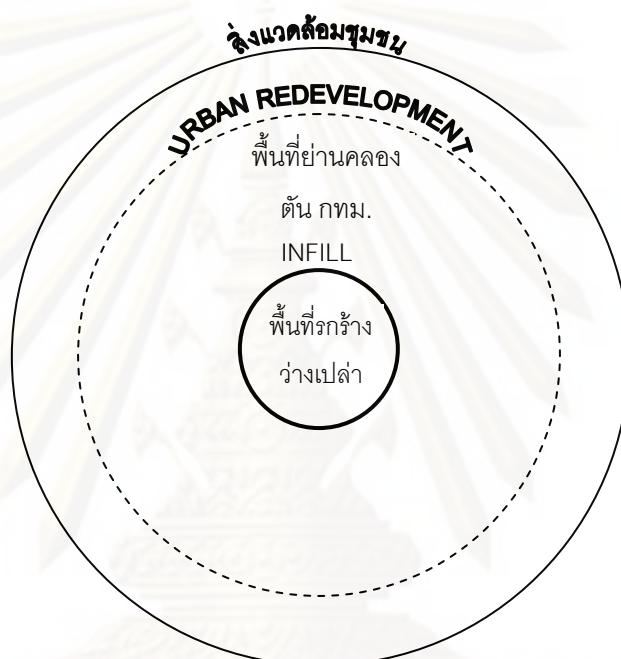 สิ่งแวดล้อมชุมชน
URBAN REDEVELOPMENT
พื้นที่ย่านคลอง
ตัน กทม.
INFILL
พื้นที่รกร้าง
ว่างเปล่า